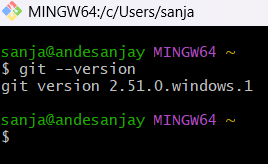 MINGW64:/c/Users/sanja
sanja@andesanjay MINGW64 ~
$ git --version
git version 2.51.0.windows.1
sanja@andesanjay MINGW64 ~
$